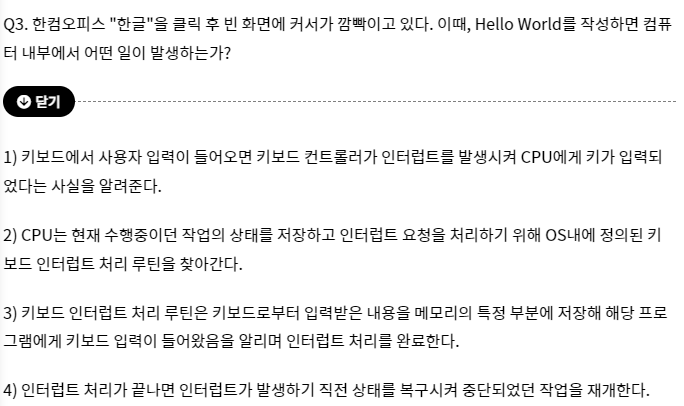 Q3. 한컴오피스 "한글"을 클릭 후 빈 화면에 커서가 깜빡이고 있다. 이때, Hello World를 작성하면 컴퓨
터 내부에서 어떤 일이 발생하는가?
닫기
1) 키보드에서 사용자 입력이 들어오면 키보드 컨트롤러가 인터럽트를 발생시켜 CPU에게 키가 입력되
었다는 사실을 알려준다.
2) CPU는 현재 수행중이던 작업의 상태를 저장하고 인터럽트 요청을 처리하기 위해 OS내에 정의된 키
보드 인터럽트 처리 루틴을 찾아간다.
3) 키보드 인터럽트 처리 루틴은 키보드로부터 입력받은 내용을 메모리의 특정 부분에 저장해 해당 프로
그램에게 키보드 입력이 들어왔음을 알리며 인터럽트 처리를 완료한다.
4) 인터럽트 처리가 끝나면 인터럽트가 발생하기 직전 상태를 복구시켜 중단되었던 작업을 재개한다.